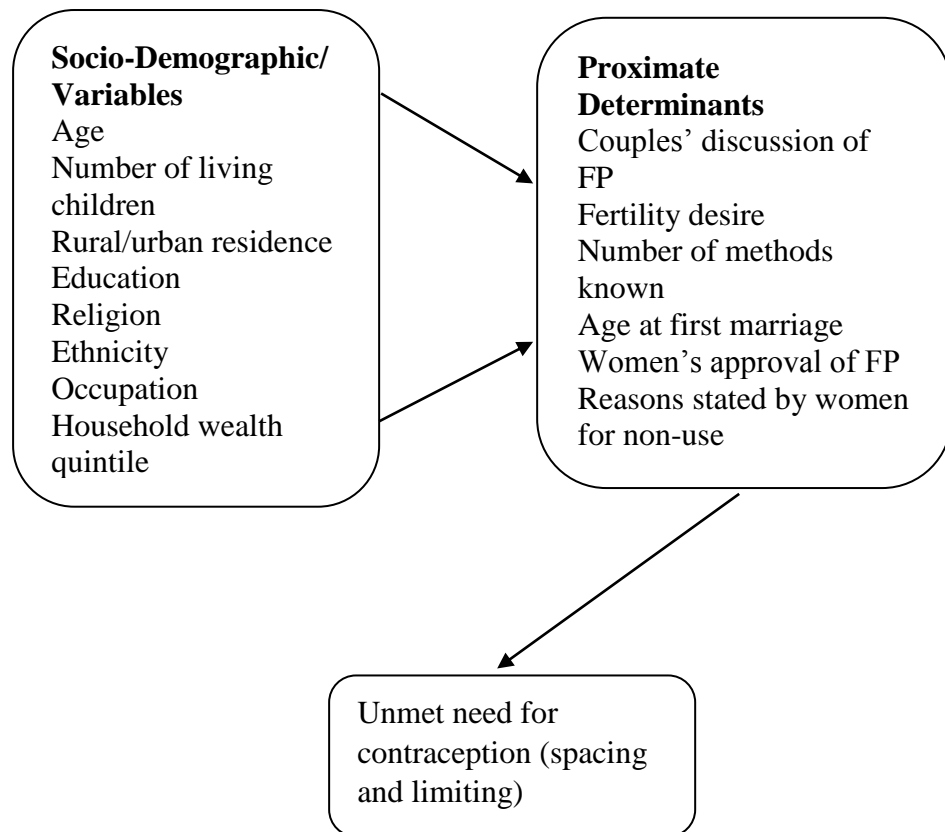 Socio-Demographic/
Variables
Age
Number of living
children
Rural/urban residence
Education
Religion
Ethnicity
Occupation
Household wealth
quintile
Proximate
Determinants
Couples’ discussion of
FP
Fertility desire
Number of methods
known
Age at first marriage
Women’s approval of FP
Reasons stated by women
for non-use
Unmet need for
contraception (spacing
and limiting)